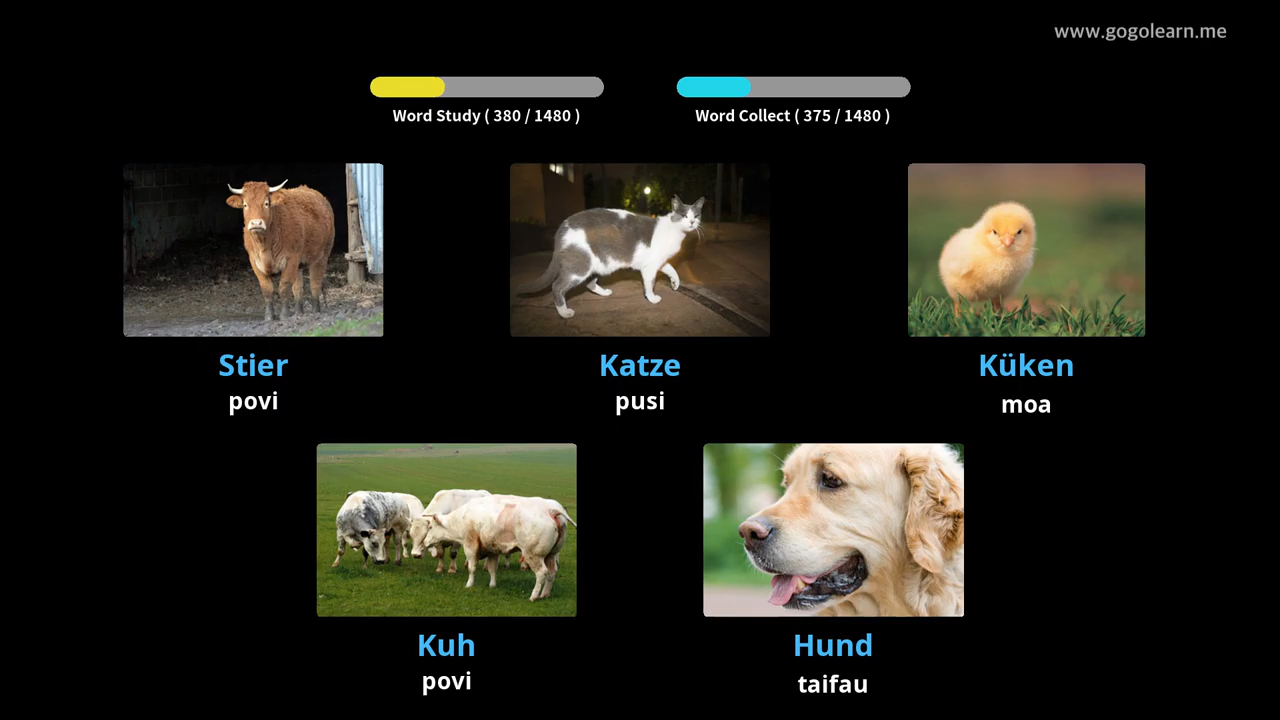 www.gogolearn.me
Word Study ( 380 / 1480 )
Word Collect ( 375 / 1480 )
Stier
povi
Katze
pusi
Küken
moa
Kuh
povi
Hund
taifau